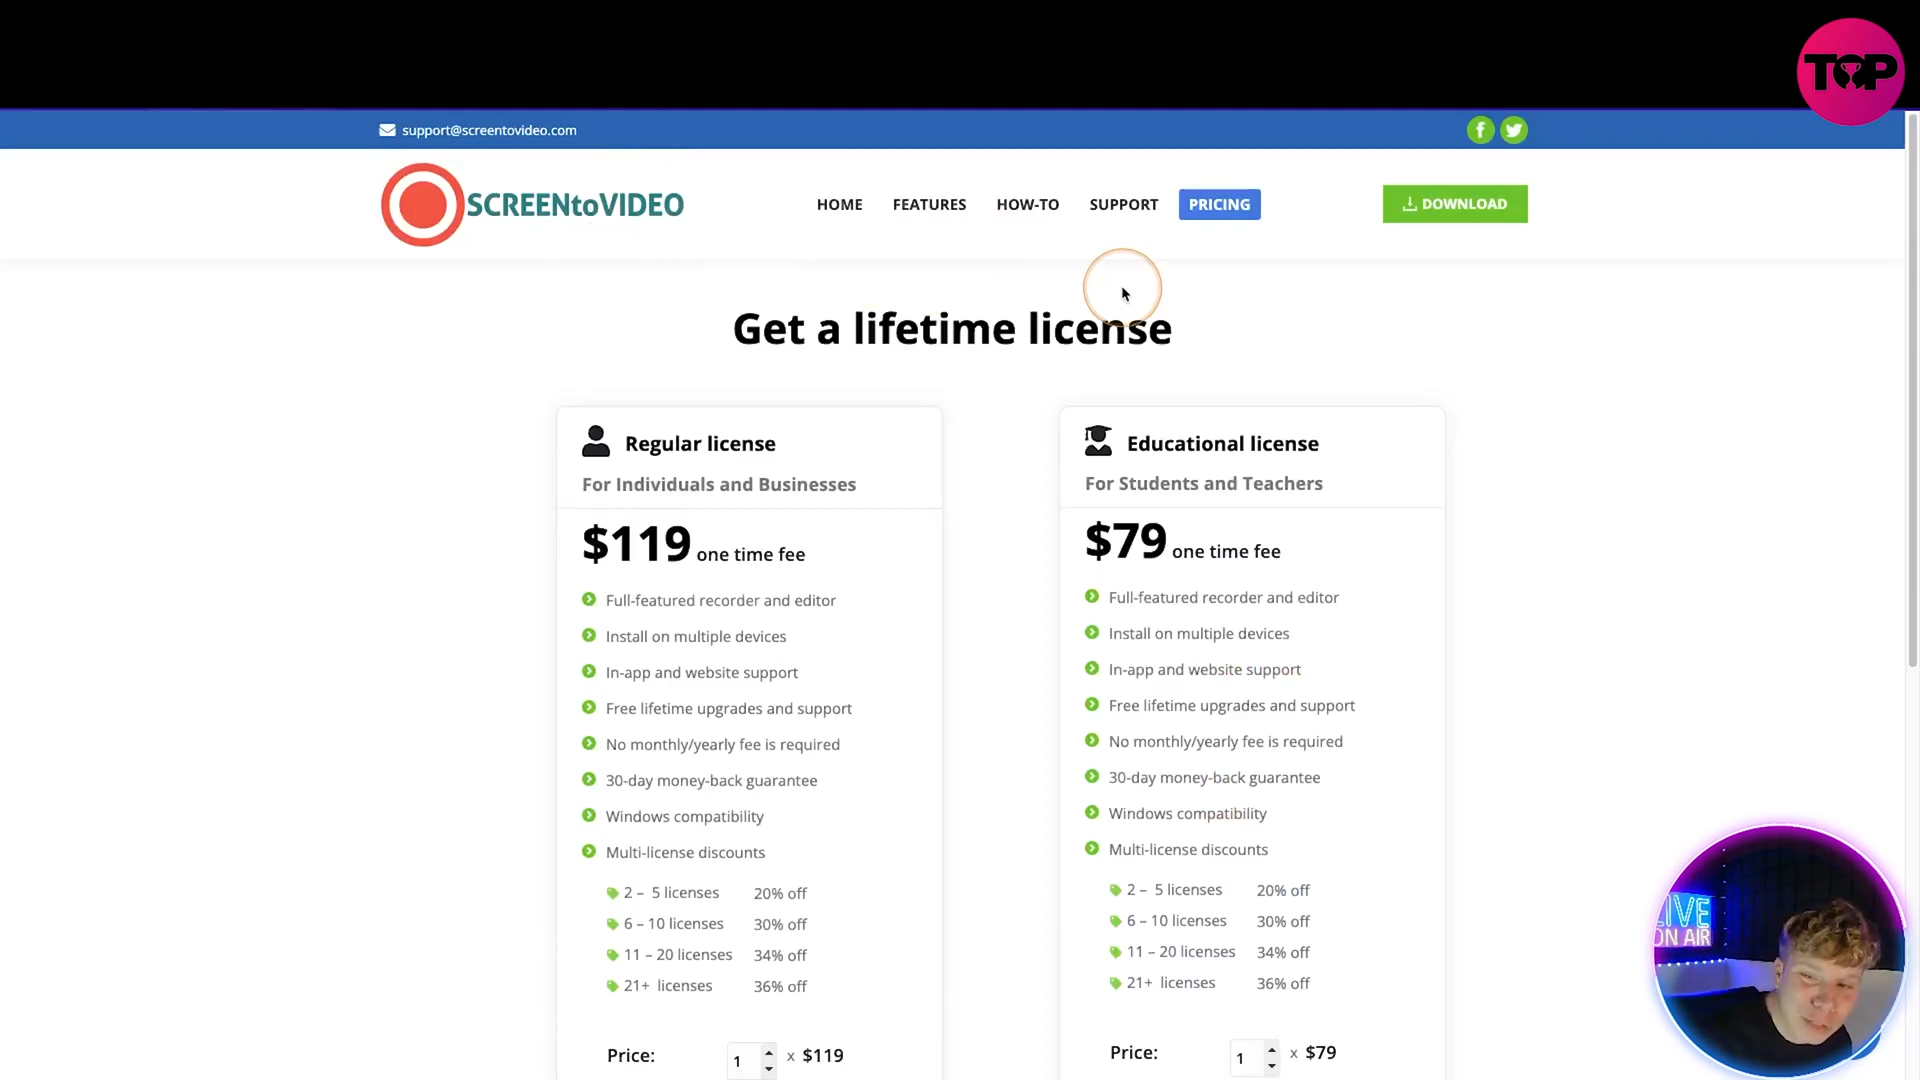 TOP
support@screentovideo.com
SCREENtoVIDEO
HOME FEATURES HOW-TO SUPPORT PRICING
DOWNLOAD
Get a lifetime license
Regular license
For Individuals and Businesses
$119 one time fee
Full-featured recorder and editor
Install on multiple devices
In-app and website support
Free lifetime upgrades and support
No monthly/yearly fee is required
30-day money-back guarantee
Windows compatibility
Multi-license discounts
2 – 5 licenses 20% off
6 – 10 licenses 30% off
11 – 20 licenses 34% off
21+ licenses 36% off
Price: 1 x $119
Educational license
For Students and Teachers
$79 one time fee
Full-featured recorder and editor
Install on multiple devices
In-app and website support
Free lifetime upgrades and support
No monthly/yearly fee is required
30-day money-back guarantee
Windows compatibility
Multi-license discounts
2 – 5 licenses 20% off
6 – 10 licenses 30% off
11 – 20 licenses 34% off
21+ licenses 36% off
Price: 1 x $79
LIVE
ON AIR